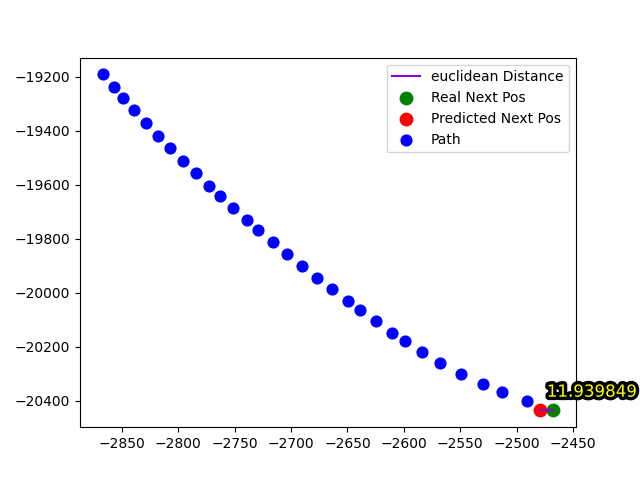 −19200
−19400
−19600
−19800
−20000
−20200
−20400
euclidean Distance
Real Next Pos
Predicted Next Pos
Path
11.939849
−2850 −2800 −2750 −2700 −2650 −2600 −2550 −2500 −2450